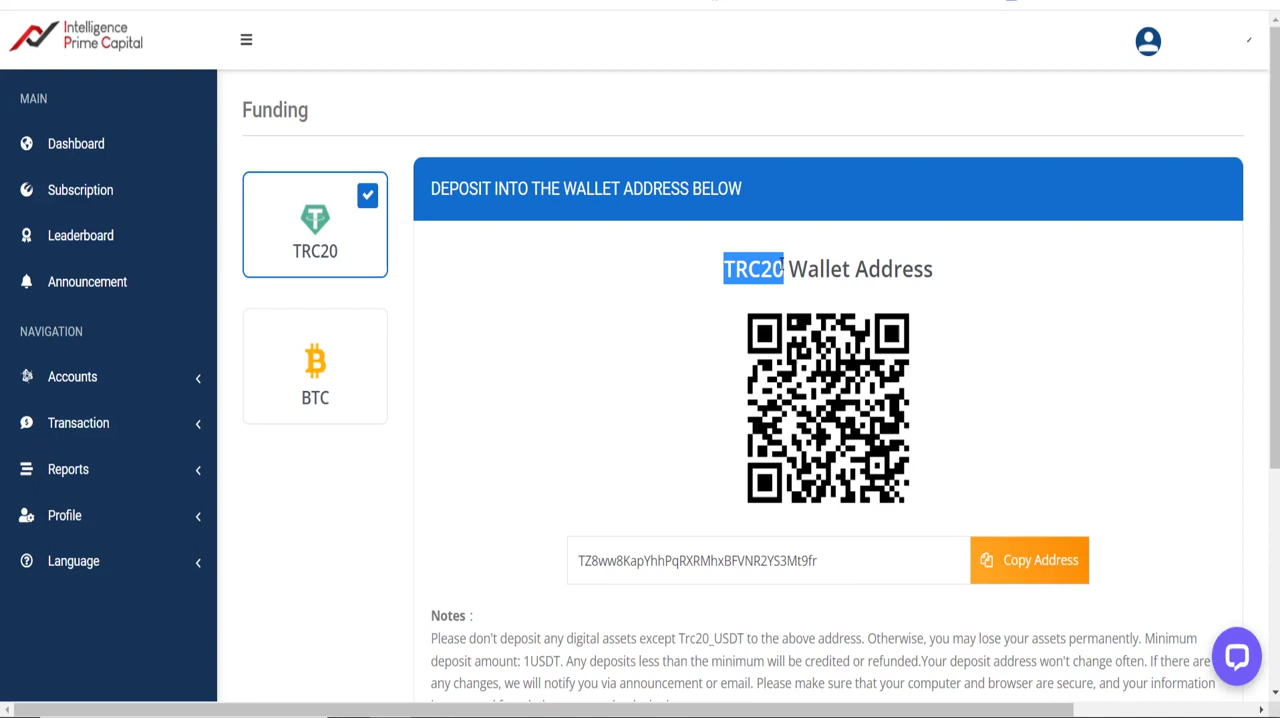 Intelligence
Prime Capital
MAIN
Dashboard
Subscription
Leaderboard
Announcement
NAVIGATION
Accounts
Transaction
Reports
Profile
Language
Funding
TRC20
BTC
DEPOSIT INTO THE WALLET ADDRESS BELOW
TRC20 Wallet Address
TZ8ww8KapYhhPqRXRMhxBFVNR2YS3Mt9fr
Copy Address
Notes :
Please don't deposit any digital assets except Trc20_USDT to the above address. Otherwise, you may lose your assets permanently. Minimum
deposit amount: 1USDT. Any deposits less than the minimum will be credited or refunded.Your deposit address won't change often. If there are
any changes, we will notify you via announcement or email. Please make sure that your computer and browser are secure, and your information